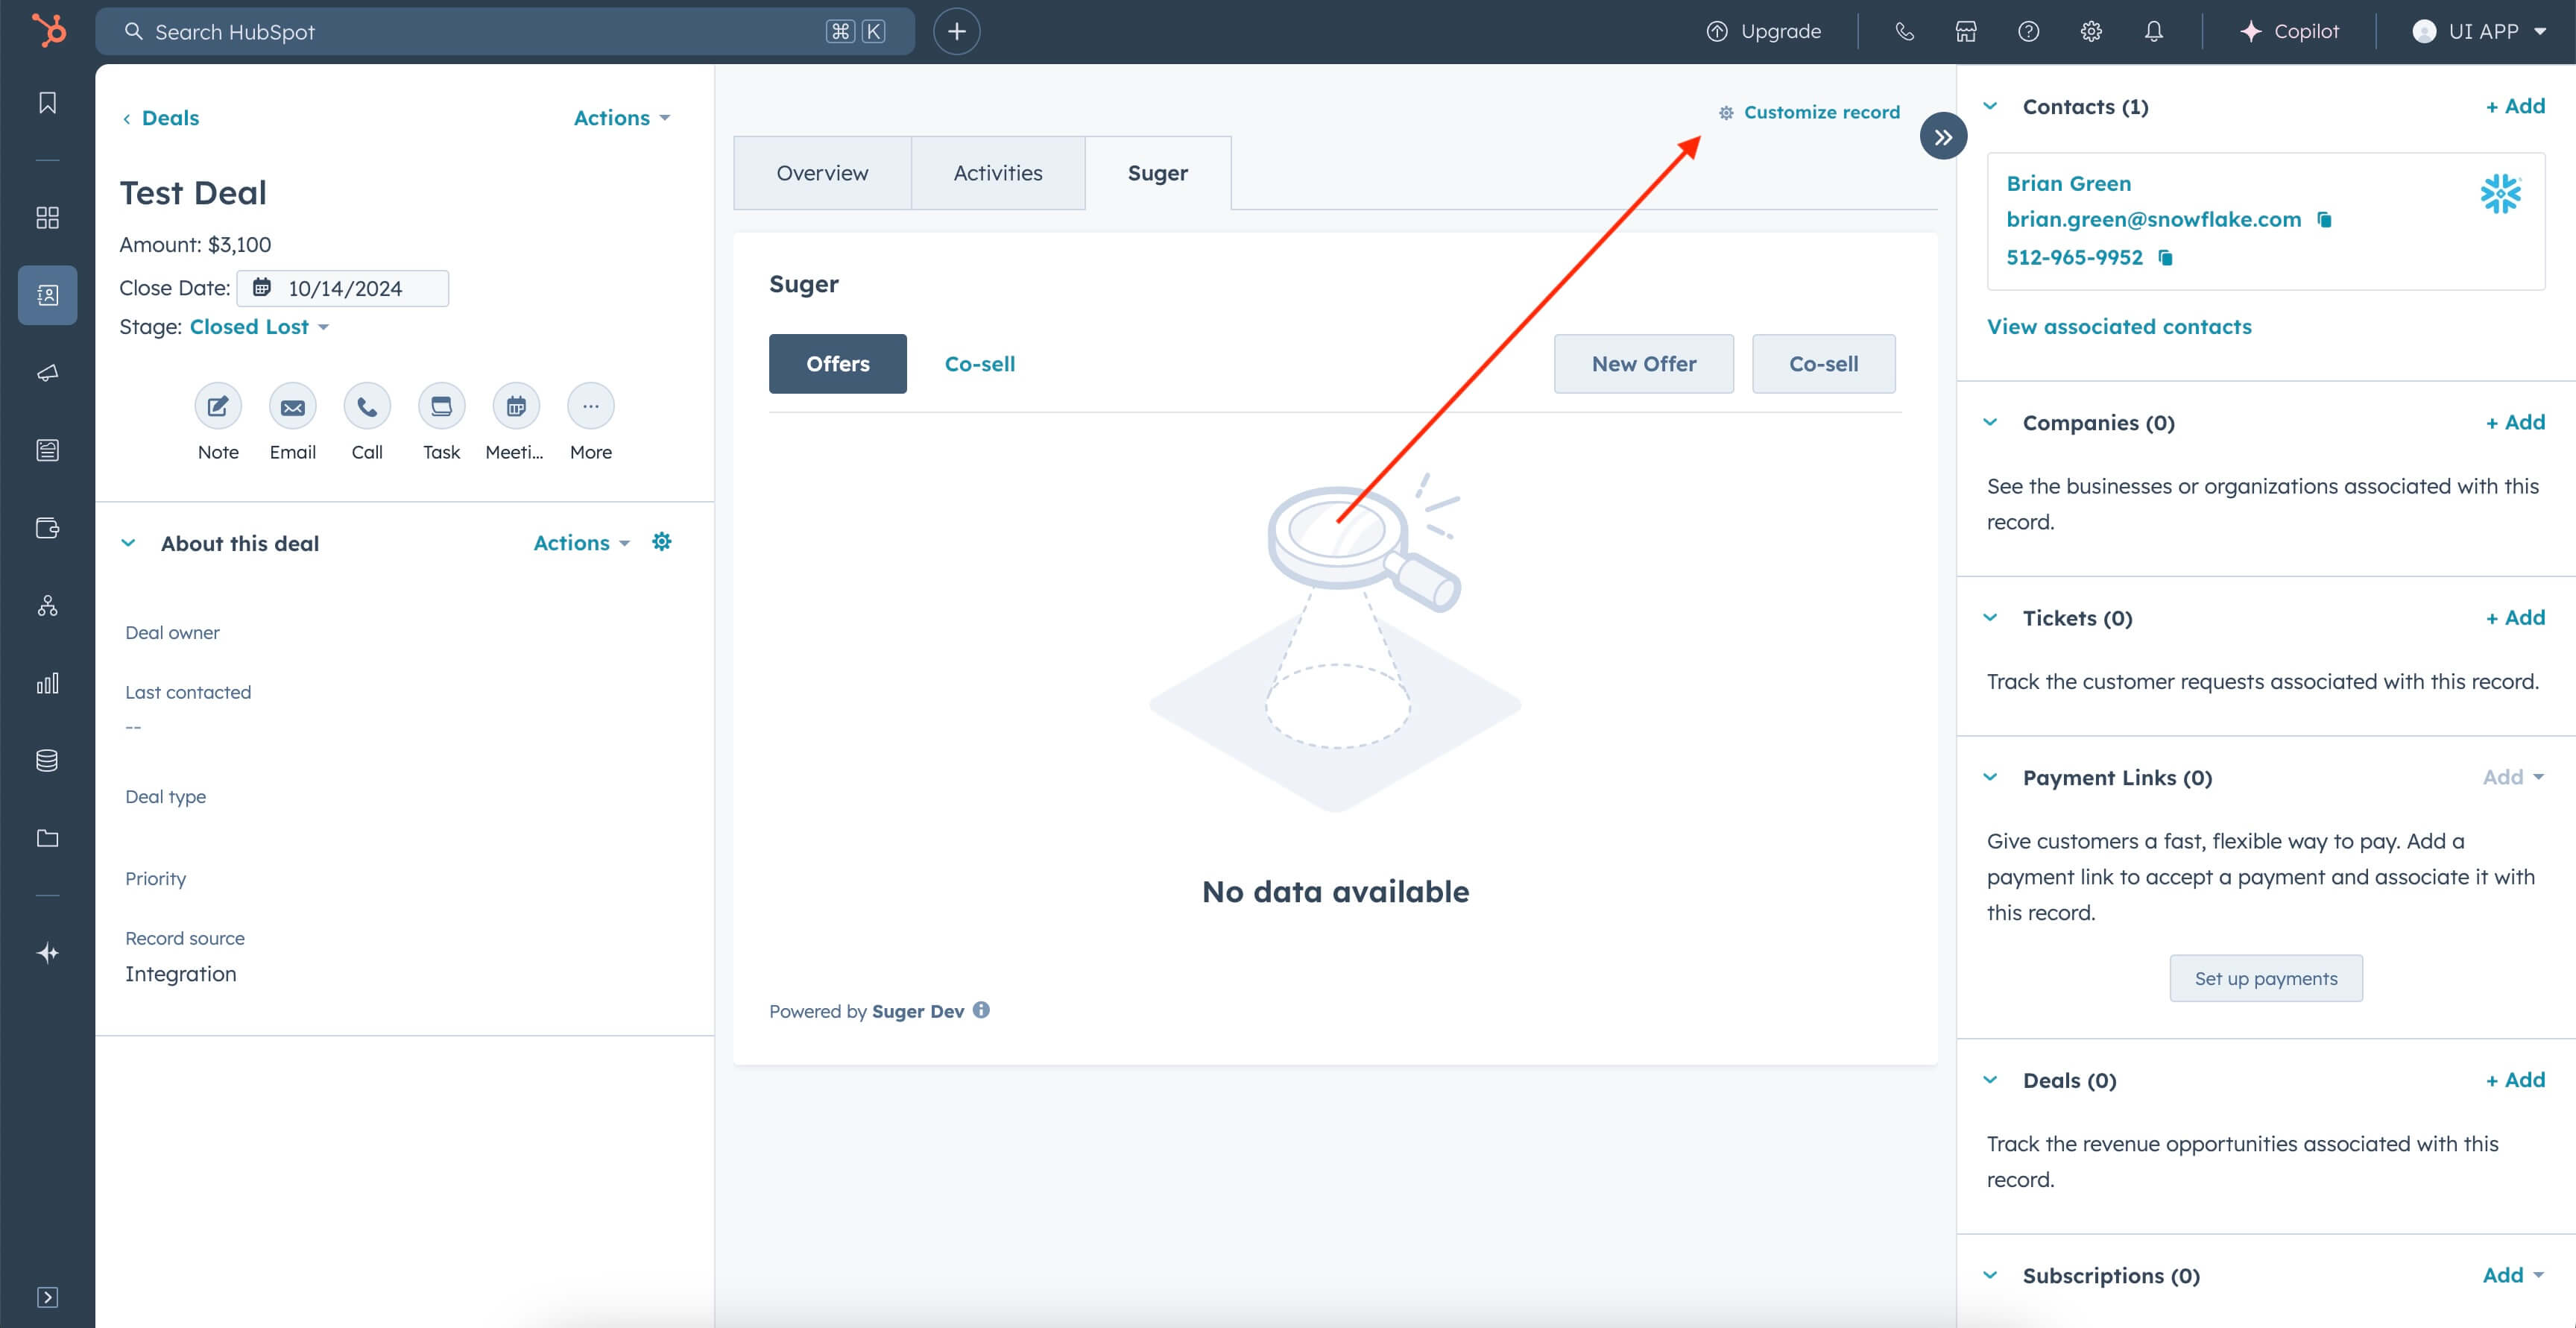 Search HubSpot
⌘ K
Upgrade
Copilot
UI APP
Deals
Actions
Test Deal
Amount: $3,100
Close Date: 10/14/2024
Stage: Closed Lost
Note Email Call Task Meeti... More
About this deal
Actions
Deal owner
Last contacted
--
Deal type
Priority
Record source
Integration
Customize record
Overview
Activities
Suger
Suger
Offers
Co-sell
New Offer
Co-sell
No data available
Powered by Suger Dev
Contacts (1)
+ Add
Brian Green
brian.green@snowflake.com
512-965-9952
View associated contacts
Companies (0)
+ Add
See the businesses or organizations associated with this
record.
Tickets (0)
+ Add
Track the customer requests associated with this record.
Payment Links (0)
Add
Give customers a fast, flexible way to pay. Add a
payment link to accept a payment and associate it with
this record.
Set up payments
Deals (0)
+ Add
Track the revenue opportunities associated with this
record.
Subscriptions (0)
Add